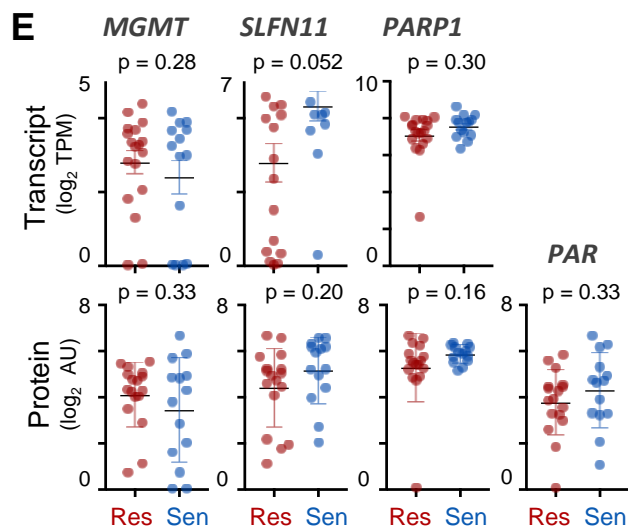 E
MGMT SLFN11 PARP1
p = 0.28 p = 0.052 p = 0.30
5 7 10
Transcript
(log₂ TPM)
0 0 0
PAR
p = 0.33 p = 0.20 p = 0.16 p = 0.33
8 8 8 8
Protein
(log₂ AU)
0 0 0 0
Res Sen Res Sen Res Sen Res Sen